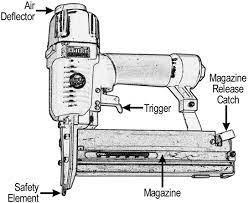 Air
Deflector
Magazine
Release
Catch
Trigger
Safety
Element
Magazine